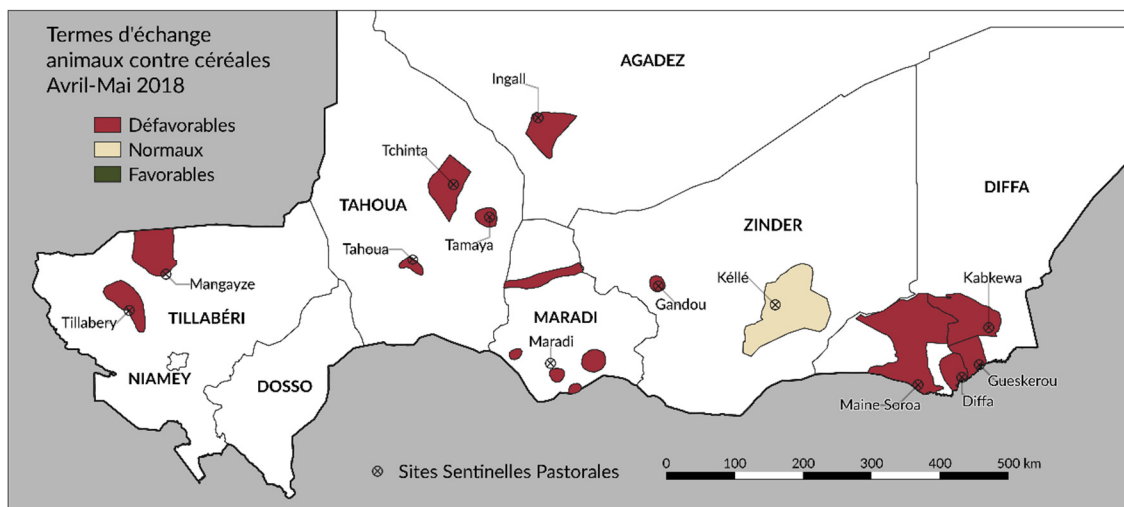 Termes d'échange
animaux contre céréales
Avril-Mai 2018
Défavorables
Normaux
Favorables
AGADEZ
Ingall
Tchinta
TAHOUA
Tamaya
Tahoua
ZINDER
DIFFA
Mangayze
Tillabery
TILLABÉRI
Kéllé
Kabkewa
Gandou
MARADI
Maradi
NIAMEY
DOSSO
Gueskerou
Maine-Soroa
Diffa
Sites Sentinelles Pastorales
0 100 200 300 400 500 km